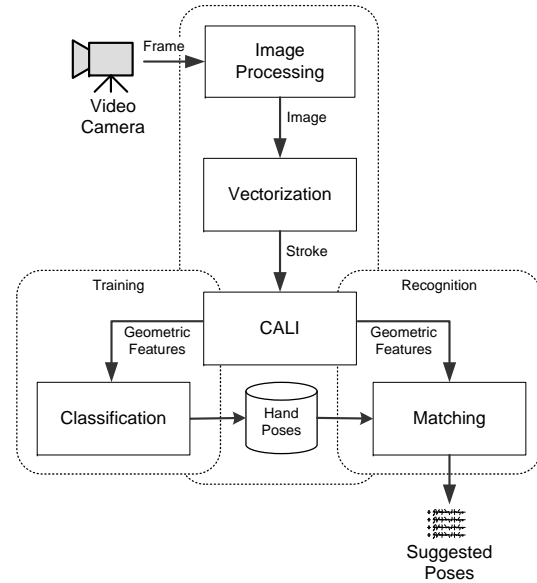 Frame
Image
Processing
Video
Camera
Image
Vectorization
Stroke
Training
Recognition
CALI
Geometric
Features
Geometric
Features
Classification
Hand
Poses
Matching
Suggested
Poses